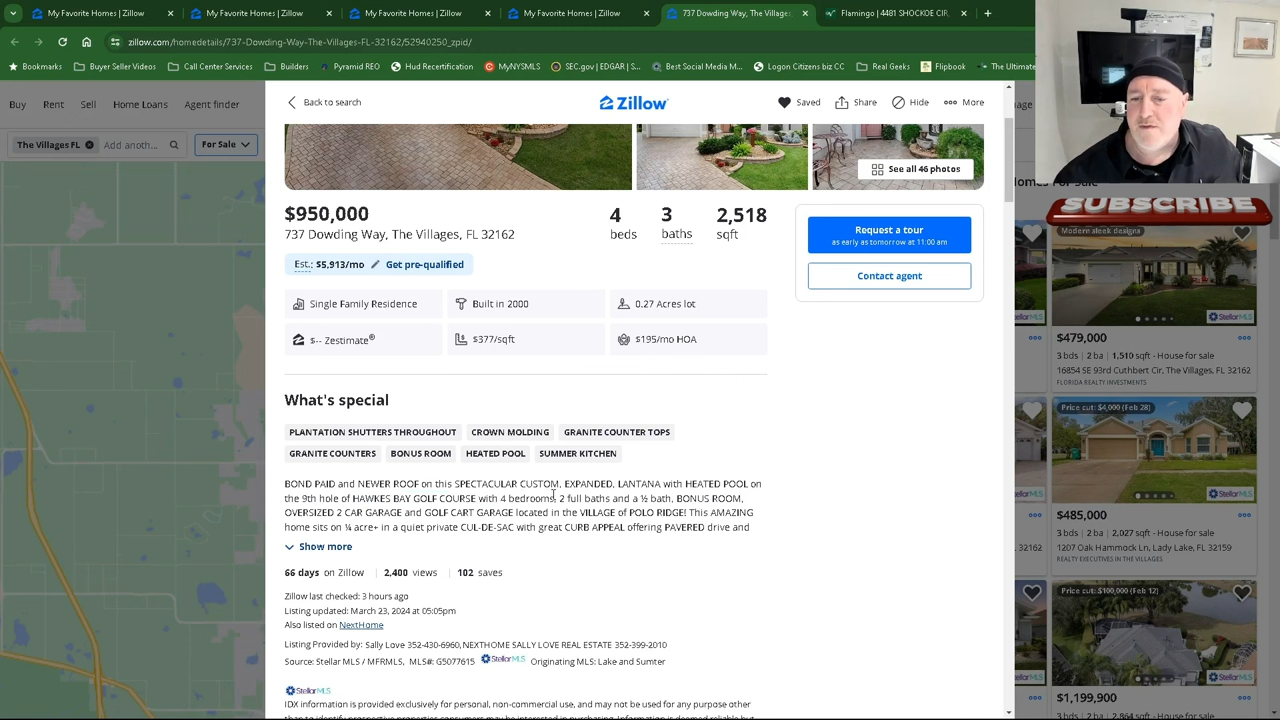 My Favorite Homes | Zillow
My Favorite Homes | Zillow
My Favorite Homes | Zillow
My Favorite Homes | Zillow
737 Dowding Way, The Villages,
Flamingo | 4481 SHOCKOE CIR,
zillow.com/homedetails/737-Dowding-Way-The-Villages-FL-32162/52940250_zpid/
Bookmarks
Buyer Seller Videos
Call Center Services
Builders
Pyramid REO
Hud Recertification
MyNYSMLS
SEC.gov | EDGAR | S...
Best Social Media M...
Logon Citizens biz CC
Real Geeks
Flipbook
The Ultimate
Buy
Rent
Sell
Home Loans
Agent finder
Back to search
Zillow
Saved
Share
Hide
More
The Villages FL
Add anoth...
For Sale
See all 46 photos
$950,000
737 Dowding Way, The Villages, FL 32162
4
beds
3
baths
2,518
sqft
Est.: $5,913/mo
Get pre-qualified
Request a tour
as early as tomorrow at 11:00 am
Contact agent
Single Family Residence
Built in 2000
0.27 Acres lot
$-- Zestimate®
$377/sqft
$195/mo HOA
What's special
PLANTATION SHUTTERS THROUGHOUT
CROWN MOLDING
GRANITE COUNTER TOPS
GRANITE COUNTERS
BONUS ROOM
HEATED POOL
SUMMER KITCHEN
BOND PAID and NEWER ROOF on this SPECTACULAR CUSTOM, EXPANDED, LANTANA with HEATED POOL on
the 9th hole of HAWKES BAY GOLF COURSE with 4 bedrooms, 2 full baths and a ½ bath, BONUS ROOM,
OVERSIZED 2 CAR GARAGE and GOLF CART GARAGE located in the VILLAGE of POLO RIDGE! This AMAZING
home sits on ¼ acre+ in a quiet private CUL-DE-SAC with great CURB APPEAL offering PAVERED drive and
Show more
66 days on Zillow
2,400 views
102 saves
Zillow last checked: 5 hours ago
Listing updated: March 23, 2024 at 05:05pm
Also listed on NextHome
Listing Provided by: Sally Love 352-430-6960, NEXTHOME SALLY LOVE REAL ESTATE 352-399-2010
Source: Stellar MLS / MFRMLS, MLS#: G5077615 StellarMLS Originating MLS: Lake and Sumter
StellarMLS
IDX information is provided exclusively for personal, non-commercial use, and may not be used for any purpose other
SUBSCRIBE
Modern sleek designs
StellarMLS
$479,000
3 bds | 2 ba | 1,510 sqft - House for sale
16854 SE 93rd Cuthbert Cir, The Villages, FL 32162
FLORIDA REALTY INVESTMENTS
Price cut: $4,000 (Feb 28)
StellarMLS
$485,000
3 bds | 2 ba | 2,027 sqft - House for sale
32162
1207 Oak Hammock Ln, Lady Lake, FL 32159
REALTY EXECUTIVES IN THE VILLAGES
Price cut: $100,000 (Feb 12)
StellarMLS
$1,199,900
3 bds | 2 ba | 2,864 sqft - House for sale